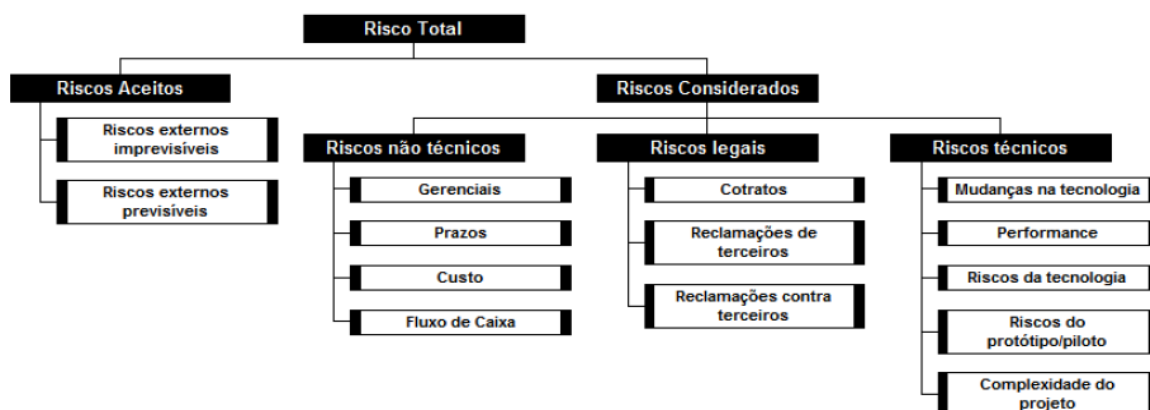 Risco Total
Riscos Aceitos
Riscos externos
imprevisíveis
Riscos externos
previsíveis
Riscos Considerados
Riscos não técnicos
Gerenciais
Prazos
Custo
Fluxo de Caixa
Riscos legais
Cotratos
Reclamações de
terceiros
Reclamações contra
terceiros
Riscos técnicos
Mudanças na tecnologia
Performance
Riscos da tecnologia
Riscos do
protótipo/piloto
Complexidade do
projeto